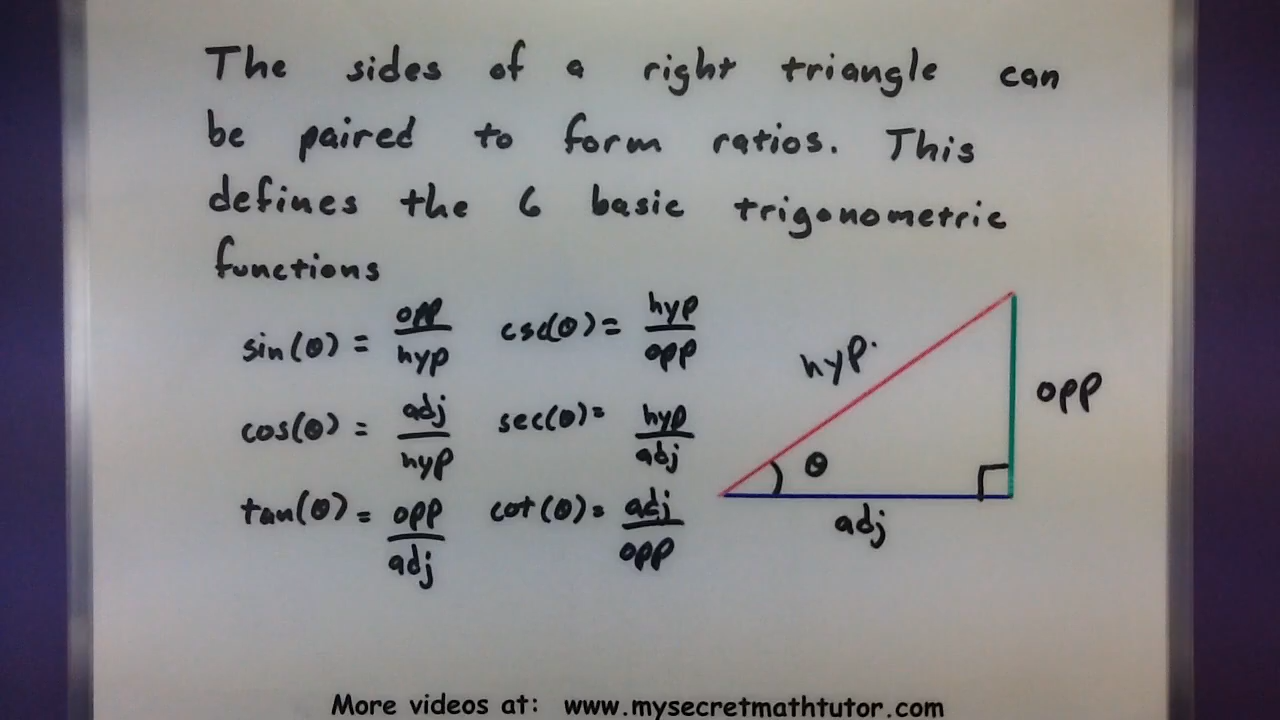 The sides of a right triangle can
be paired to form ratios. This
defines the 6 basic trigonometric
functions
sin(θ) = opp/hyp csc(θ) = hyp/opp
cos(θ) = adj/hyp sec(θ) = hyp/adj
tan(θ) = opp/adj cot(θ) = adj/opp
hyp.
opp
θ
adj
More videos at: www.mysecretmathtutor.com